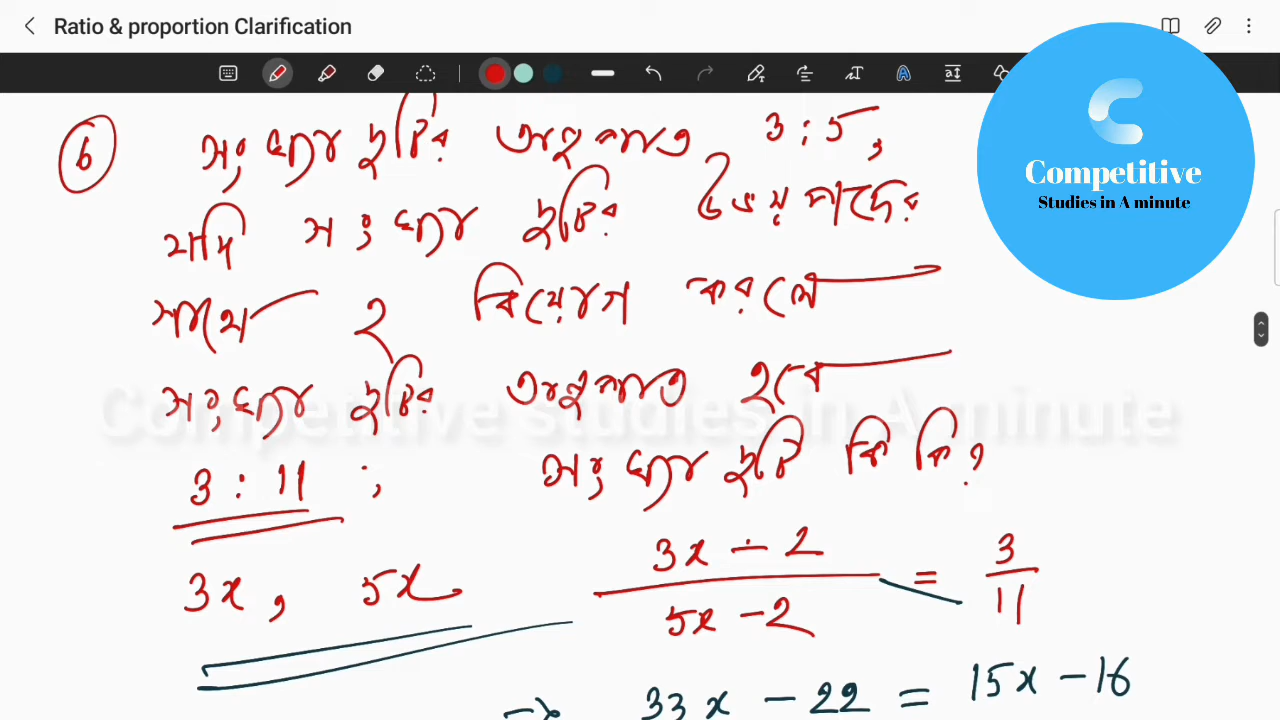 Ratio & proportion Clarification
Competitive
Studies in A minute
6 সংখ্যা দুটির অনুপাত 3:5,
যদি সংখ্যা দুটির উভয় পদের
সাথে 2 বিয়োগ করলে
সংখ্যা দুটির অনুপাত হবে
3 : 11 ; সংখ্যা দুটি কি কি?
Competitive Studies in A minute
3x, 5x (3x - 2)/(5x - 2) = 3/11
=> 33x - 22 = 15x - 16